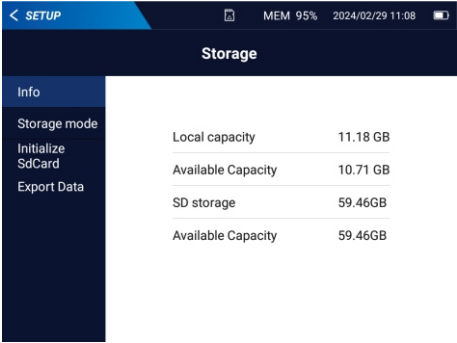 < SETUP
MEM 95% 2024/02/29 11:08
Storage
Info
Storage mode
Initialize
SdCard
Export Data
Local capacity 11.18 GB
Available Capacity 10.71 GB
SD storage 59.46GB
Available Capacity 59.46GB